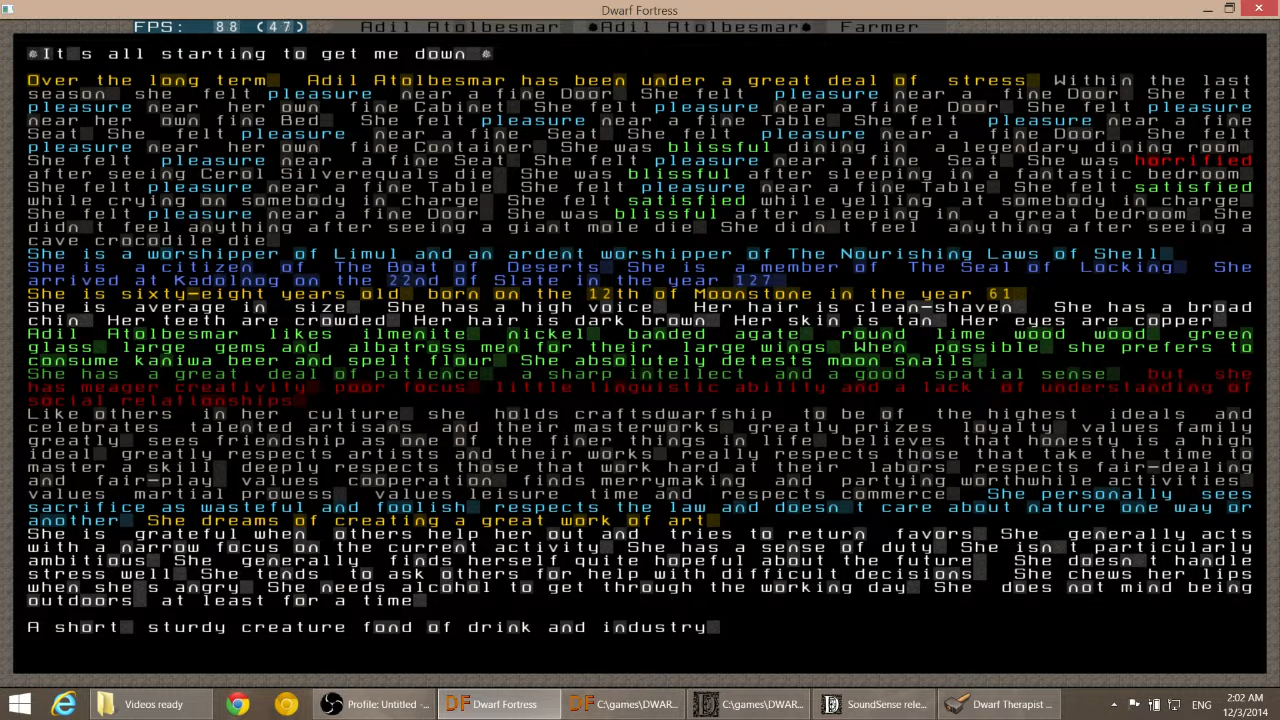 Dwarf Fortress
FPS: 88 (47) Adil Atolbesmar Adil Atolbesmar Farmer
It's all starting to get me down
Over the long term Adil Atolbesmar has been under a great deal of stress Within the last
season she felt pleasure near a fine Door She felt pleasure near a fine Door She felt
pleasure near her own fine Cabinet She felt pleasure near a fine Door She felt pleasure
near her own fine Bed She felt pleasure near a fine Table She felt pleasure near a fine
Seat She felt pleasure near a fine Seat She felt pleasure near a fine Door She felt
pleasure near her own fine Container She was blissful dining in a legendary dining room
She felt pleasure near a fine Seat She felt pleasure near a fine Seat She was horrified
after seeing Cerol Silverequals die She was blissful after sleeping in a fantastic bedroom
She felt pleasure near a fine Table She felt pleasure near a fine Table She felt satisfied
while crying on somebody in charge She felt satisfied while yelling at somebody in charge
She felt pleasure near a fine Door She was blissful after sleeping in a great bedroom She
didn t feel anything after seeing a giant mole die She didn t feel anything after seeing a
cave crocodile die
She is a worshipper of Limul and an ardent worshipper of The Nourishing Laws of Shell
She is a citizen of The Boat of Deserts She is a member of The Seal of Locking She
arrived at Kadolnog on the 22nd of Slate in the year 127
She is sixty-eight years old born on the 12th of Moonstone in the year 61
She is average in size She has a high voice Her hair is clean-shaven She has a broad
chin Her teeth are crowded Her hair is dark brown Her skin is tan Her eyes are copper
Adil Atolbesmar likes ilmenite nickel banded agate round lime wood wood green
glass large gems and albatross men for their large wings When possible she prefers to
consume kaniwa beer and spelt flour She absolutely detests moon snails
She has a great deal of patience a sharp intellect and a good spatial sense but she
has meager creativity poor focus little linguistic ability and a lack of understanding of
social relationships
Like others in her culture she holds craftsdwarfship to be of the highest ideals and
celebrates talented artisans and their masterworks greatly prizes loyalty values family
greatly sees friendship as one of the finer things in life believes that honesty is a high
ideal greatly respects artists and their works really respects those that take the time to
master a skill deeply respects those that work hard at their labors respects fair-dealing
and fair-play values cooperation finds merrymaking and partying worthwhile activities
values martial prowess values leisure time and respects commerce She personally sees
sacrifice as wasteful and foolish respects the law and doesn t care about nature one way or
another She dreams of creating a great work of art
She is grateful when others help her out and tries to return favors She generally acts
with a narrow focus on the current activity She has a sense of duty She isn t particularly
ambitious She generally finds herself quite hopeful about the future She doesn t handle
stress well She tends to ask others for help with difficult decisions She chews her lips
when she s angry She needs alcohol to get through the working day She does not mind being
outdoors at least for a time
A short sturdy creature fond of drink and industry
Videos ready Profile: Untitled -... Dwarf Fortress C:\games\DWAR... C:\games\DWAR... SoundSense rele... Dwarf Therapist ... ENG 2:02 AM
12/3/2014